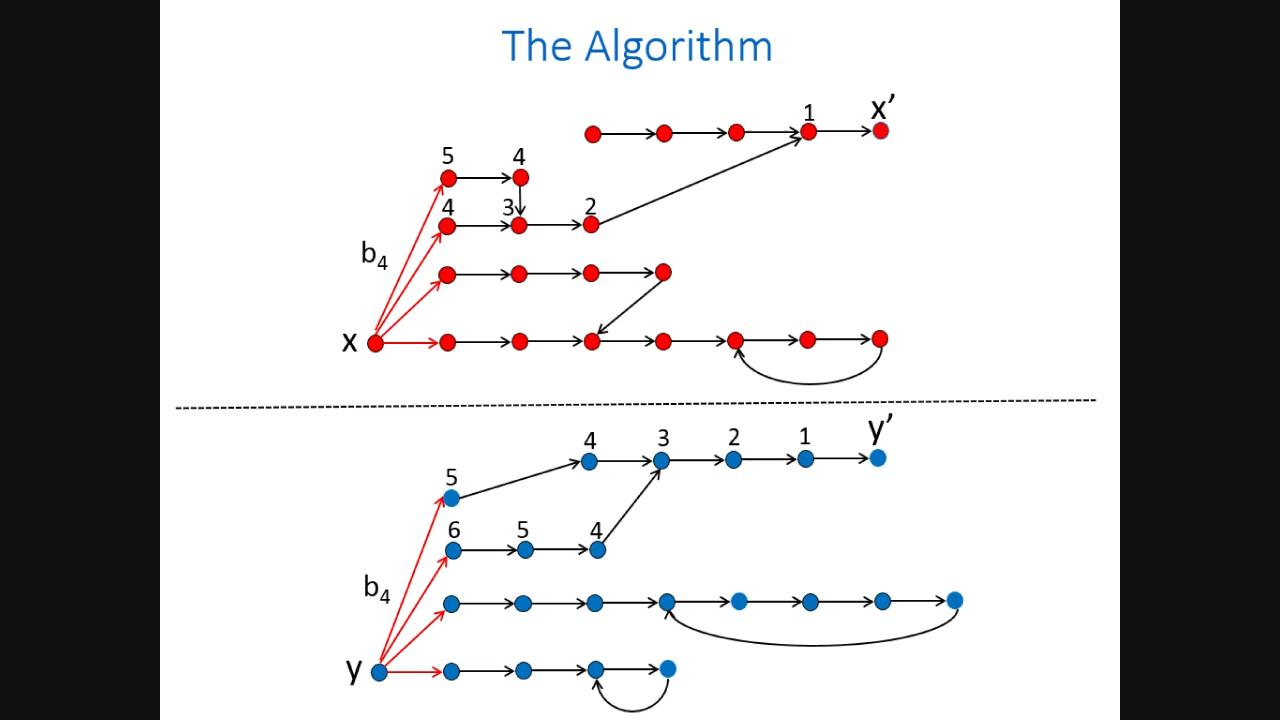 The Algorithm
1 x’
5 4
4 3 2
b4
x
4 3 2 1 y’
5
6 5 4
b4
y